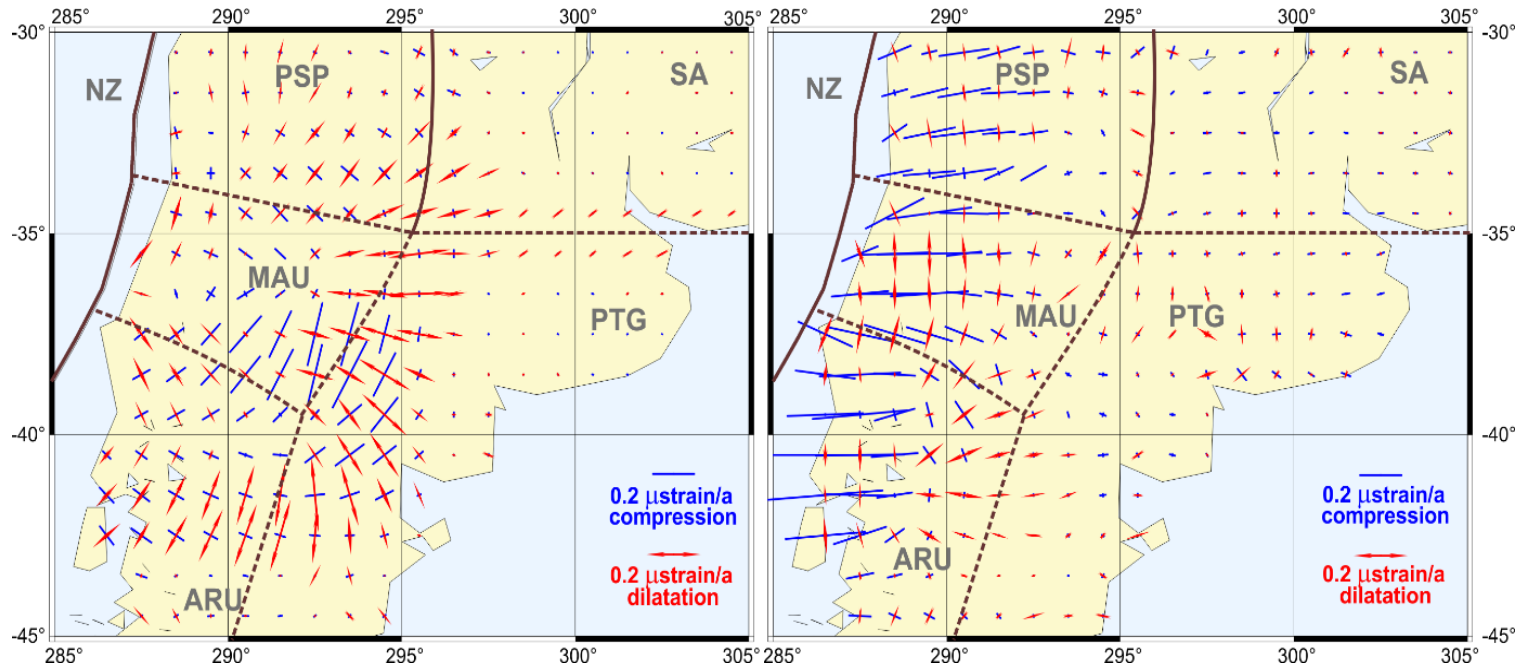 285° 290° 295° 300° 305° 285° 290° 295° 300° 305°
-30° -30°
NZ PSP SA NZ PSP SA
-35° -35°
MAU PTG MAU PTG
-40° -40°
0.2 μstrain/a compression 0.2 μstrain/a compression
0.2 μstrain/a dilatation 0.2 μstrain/a dilatation
ARU ARU
-45° -45°
285° 290° 295° 300° 305° 285° 290° 295° 300° 305°